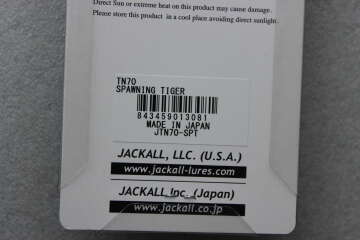 Direct Sun or extreme heat on this product may cause damage.
Please store this product in a cool place avoiding direct sunlight.
TN70
SPAWNING TIGER
843459013081
MADE IN JAPAN
JTN70-SPT
JACKALL, LLC. (U.S.A.)
www.jackall-lures.com
JACKALL, Inc. (Japan)
www.jackall.co.jp